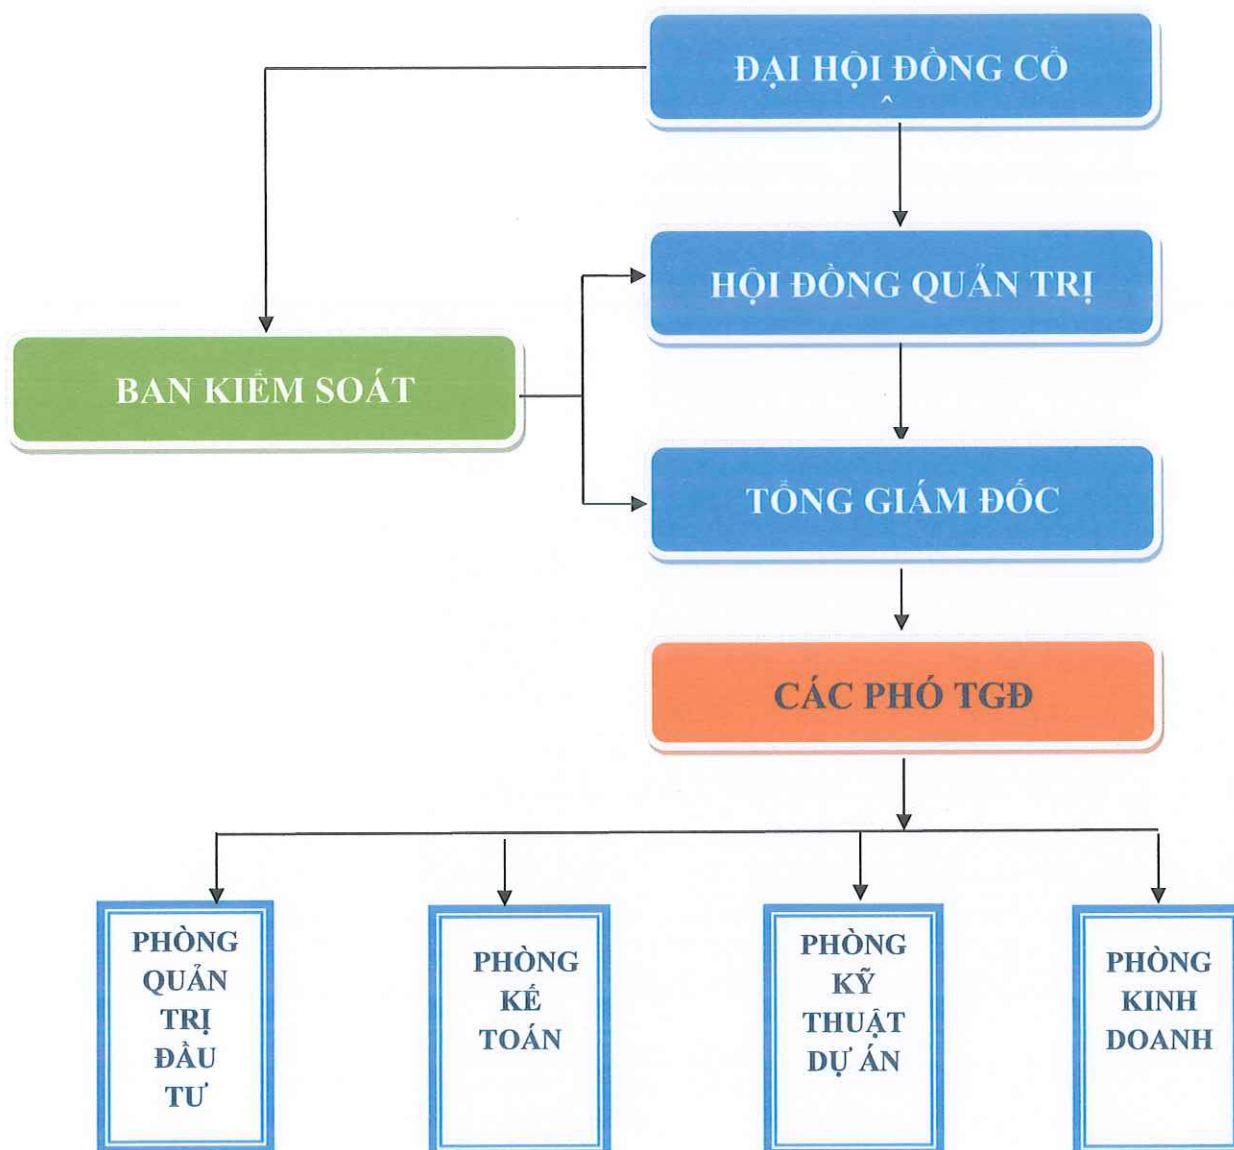 ĐẠI HỘI ĐỒNG CỔ
HỘI ĐỒNG QUẢN TRỊ
BAN KIỂM SOÁT
TỔNG GIÁM ĐỐC
CÁC PHÓ TGĐ
PHÒNG
QUẢN
TRỊ
ĐẦU
TƯ
PHÒNG
KẾ
TOÁN
PHÒNG
KỸ
THUẬT
DỰ ÁN
PHÒNG
KINH
DOANH